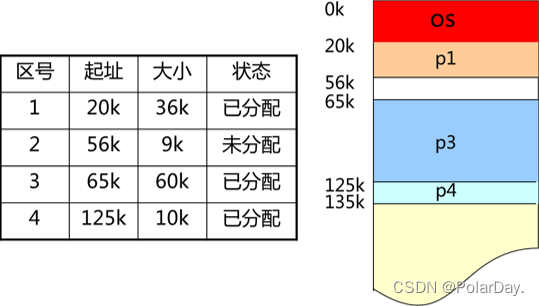 区号 起址 大小 状态
1 20k 36k 已分配
2 56k 9k 未分配
3 65k 60k 已分配
4 125k 10k 已分配
0k
OS
20k
p1
56k
65k
p3
125k
p4
135k
CSDN @PolarDay.